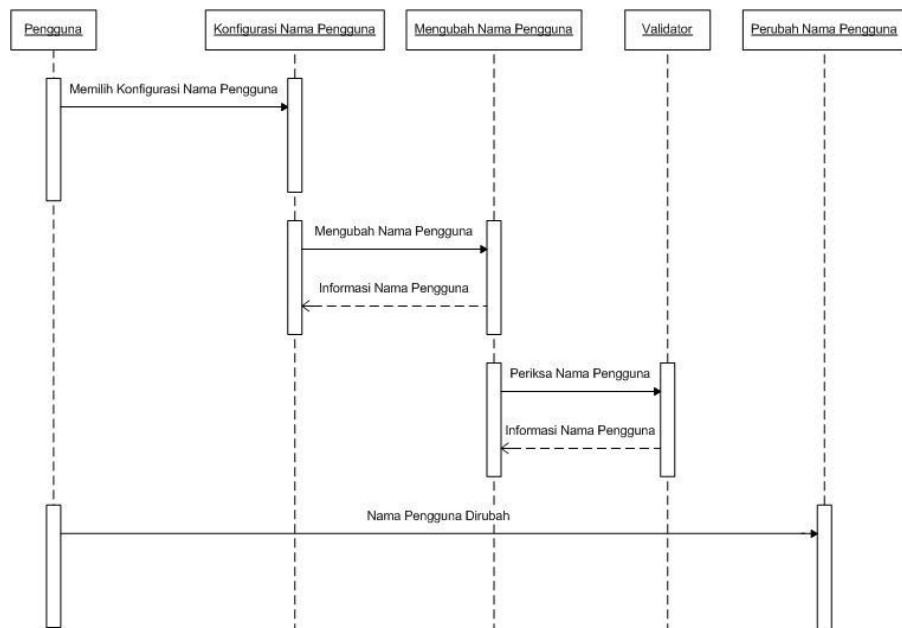 Pengguna
Konfigurasi Nama Pengguna
Mengubah Nama Pengguna
Validator
Perubah Nama Pengguna
Memilih Konfigurasi Nama Pengguna
Mengubah Nama Pengguna
Informasi Nama Pengguna
Periksa Nama Pengguna
Informasi Nama Pengguna
Nama Pengguna Dirubah